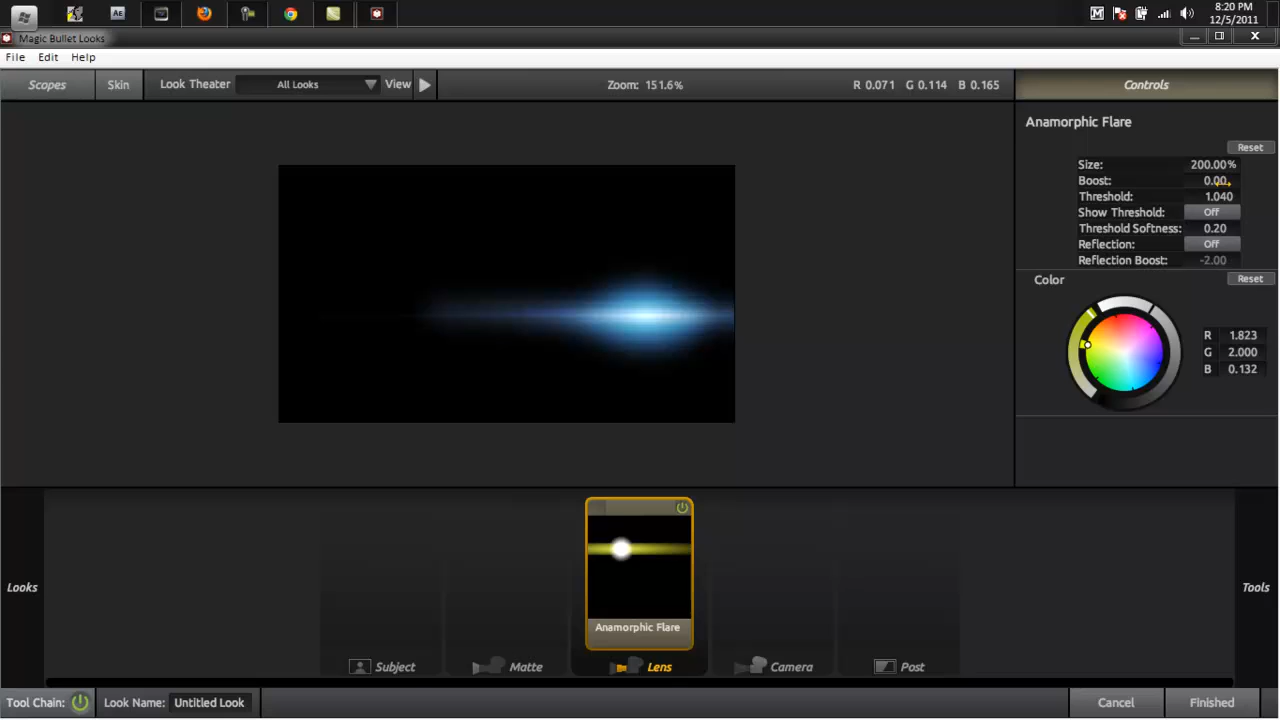 AE
M
8:20 PM
12/5/2011
Magic Bullet Looks
File Edit Help
Scopes Skin Look Theater All Looks View Zoom: 151.6% R 0.071 G 0.114 B 0.165 Controls
Anamorphic Flare
Reset
Size: 200.00%
Boost: 0.00
Threshold: 1.040
Show Threshold: Off
Threshold Softness: 0.20
Reflection: Off
Reflection Boost: -2.00
Color Reset
R 1.823
G 2.000
B 0.132
Looks
Tools
Anamorphic Flare
Subject Matte Lens Camera Post
Tool Chain: Look Name: Untitled Look Cancel Finished